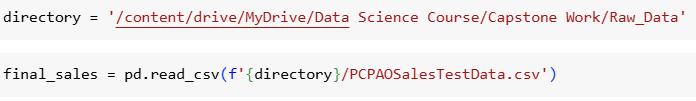 directory = '/content/drive/MyDrive/Data Science Course/Capstone Work/Raw_Data'
final_sales = pd.read_csv(f'{directory}/PCPAOSalesTestData.csv')